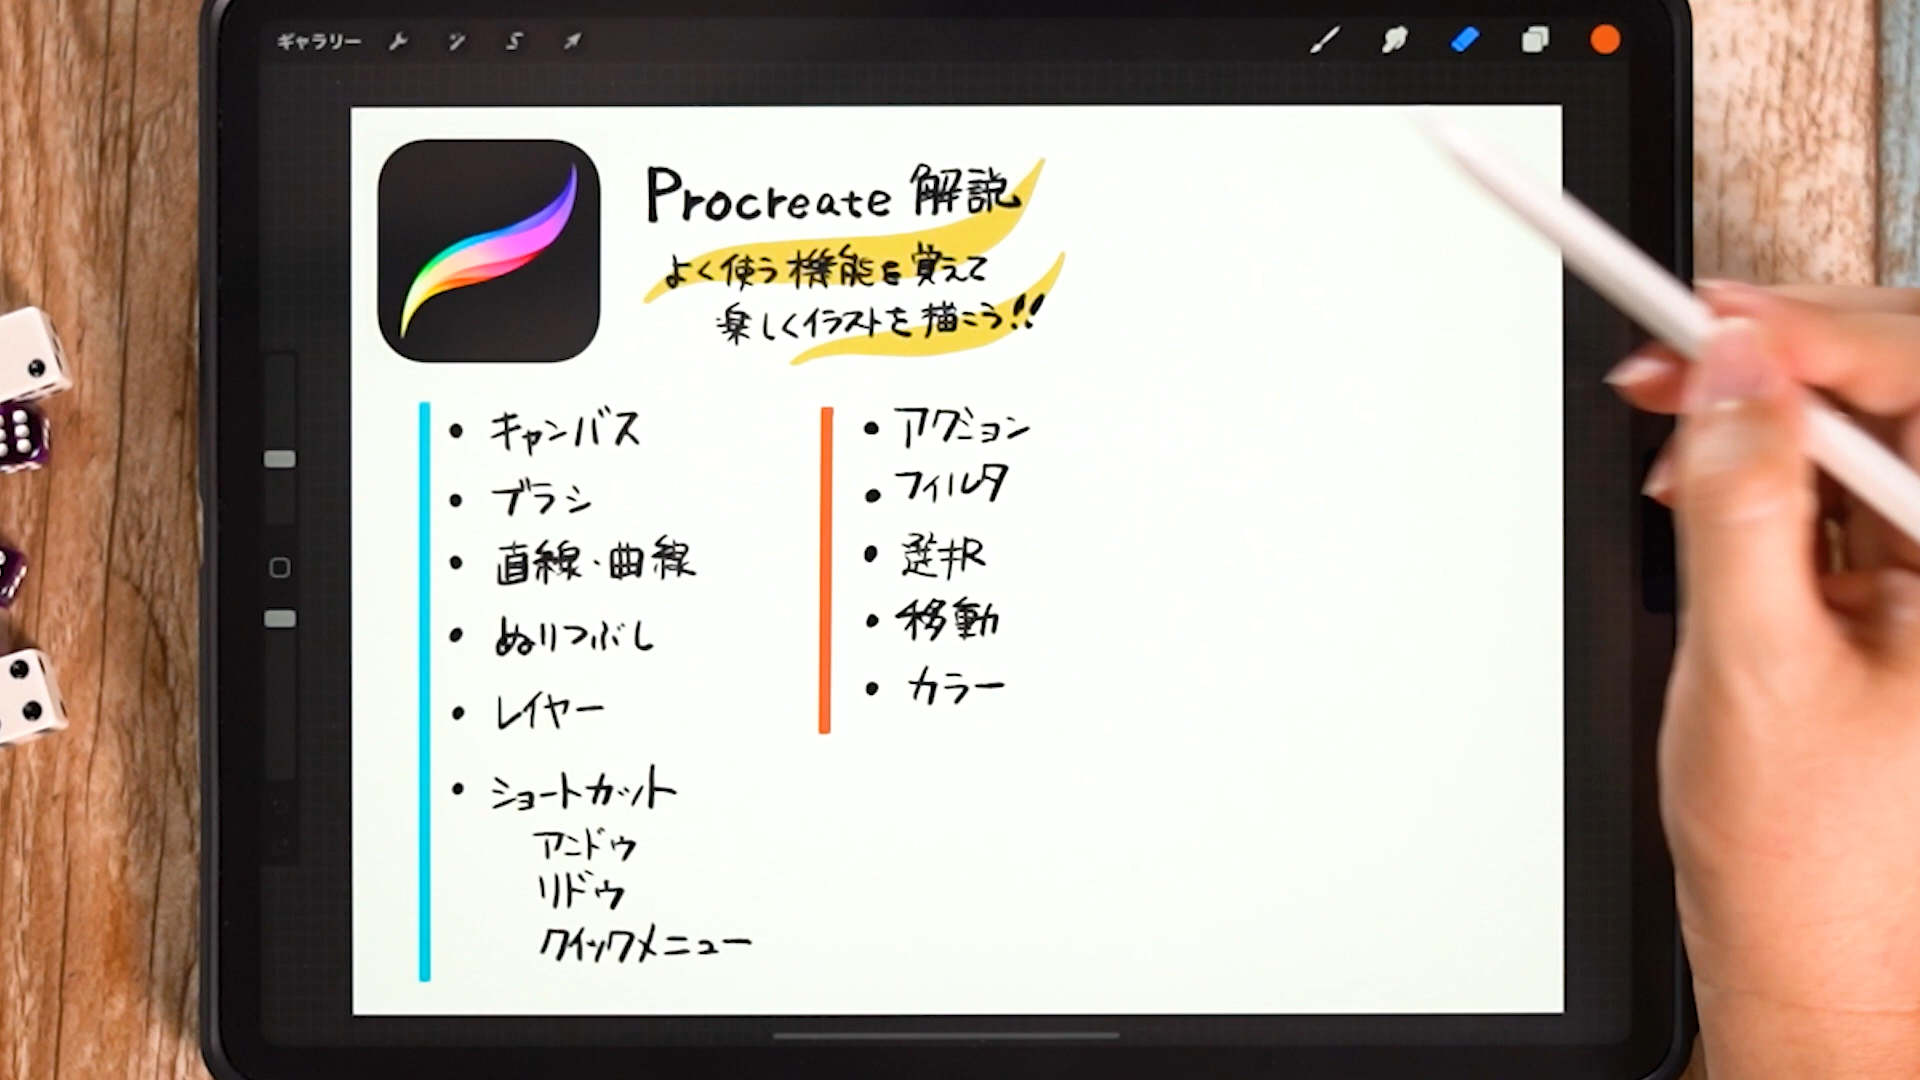 ギャラリー
Procreate 解説
よく使う機能を覚えて
楽しくイラストを描こう!!
• キャンバス
• ブラシ
• 直線・曲線
• ぬりつぶし
• レイヤー
• ショートカット
アンドゥ
リドゥ
クイックメニュー
• アクション
• フィルタ
• 選択
• 移動
• カラー